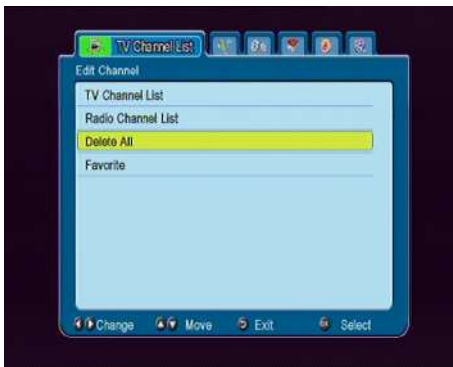 TV Channel List
Edit Channel
TV Channel List
Radio Channel List
Delete All
Favorite
Change Move Exit Select